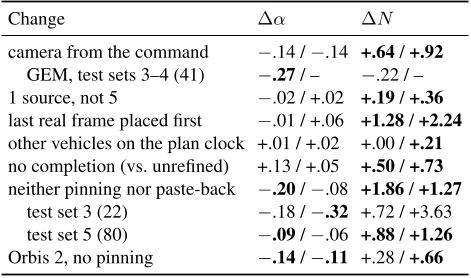 Change Δα ΔN
camera from the command −.14 / −.14 +.64 / +.92
GEM, test sets 3–4 (41) −.27 / – −.22 / –
1 source, not 5 −.02 / +.02 +.19 / +.36
last real frame placed first −.01 / +.06 +1.28 / +2.24
other vehicles on the plan clock +.01 / +.02 +.00 / +.21
no completion (vs. unrefined) +.13 / +.05 +.50 / +.73
neither pinning nor paste-back −.20 / −.08 +1.86 / +1.27
test set 3 (22) −.18 / −.32 +.72 / +3.63
test set 5 (80) −.09 / −.06 +.88 / +1.26
Orbis 2, no pinning −.14 / −.11 +.28 / +.66